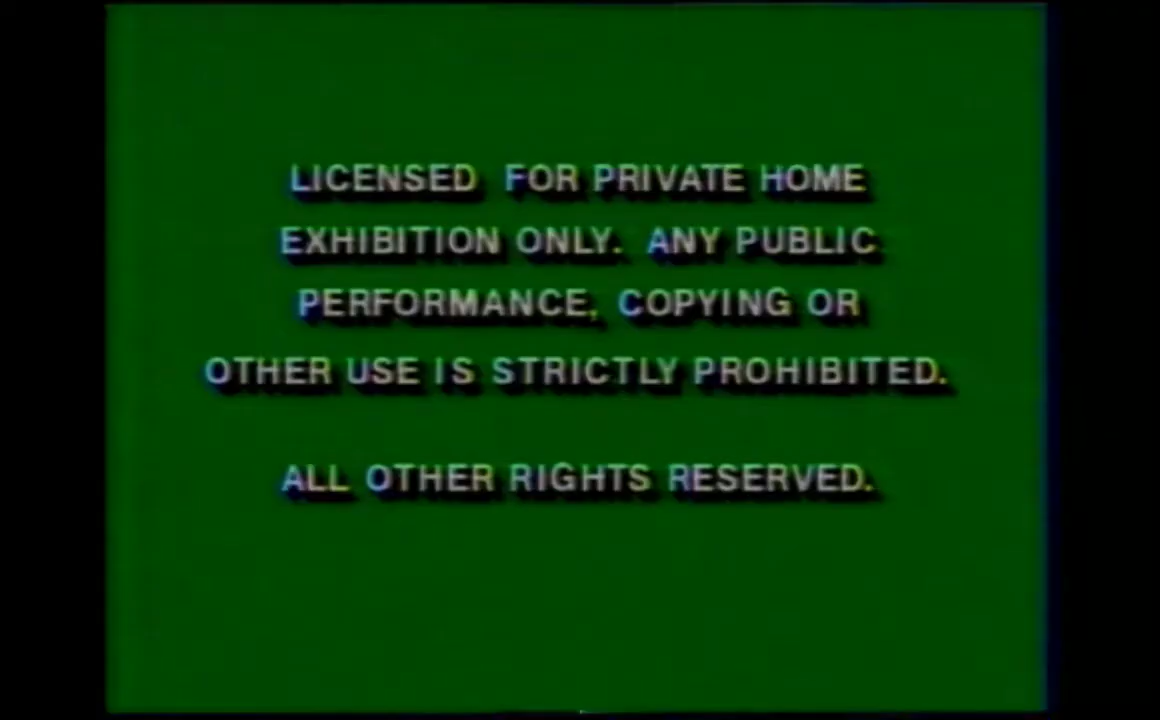 LICENSED FOR PRIVATE HOME
EXHIBITION ONLY. ANY PUBLIC
PERFORMANCE, COPYING OR
OTHER USE IS STRICTLY PROHIBITED.
ALL OTHER RIGHTS RESERVED.